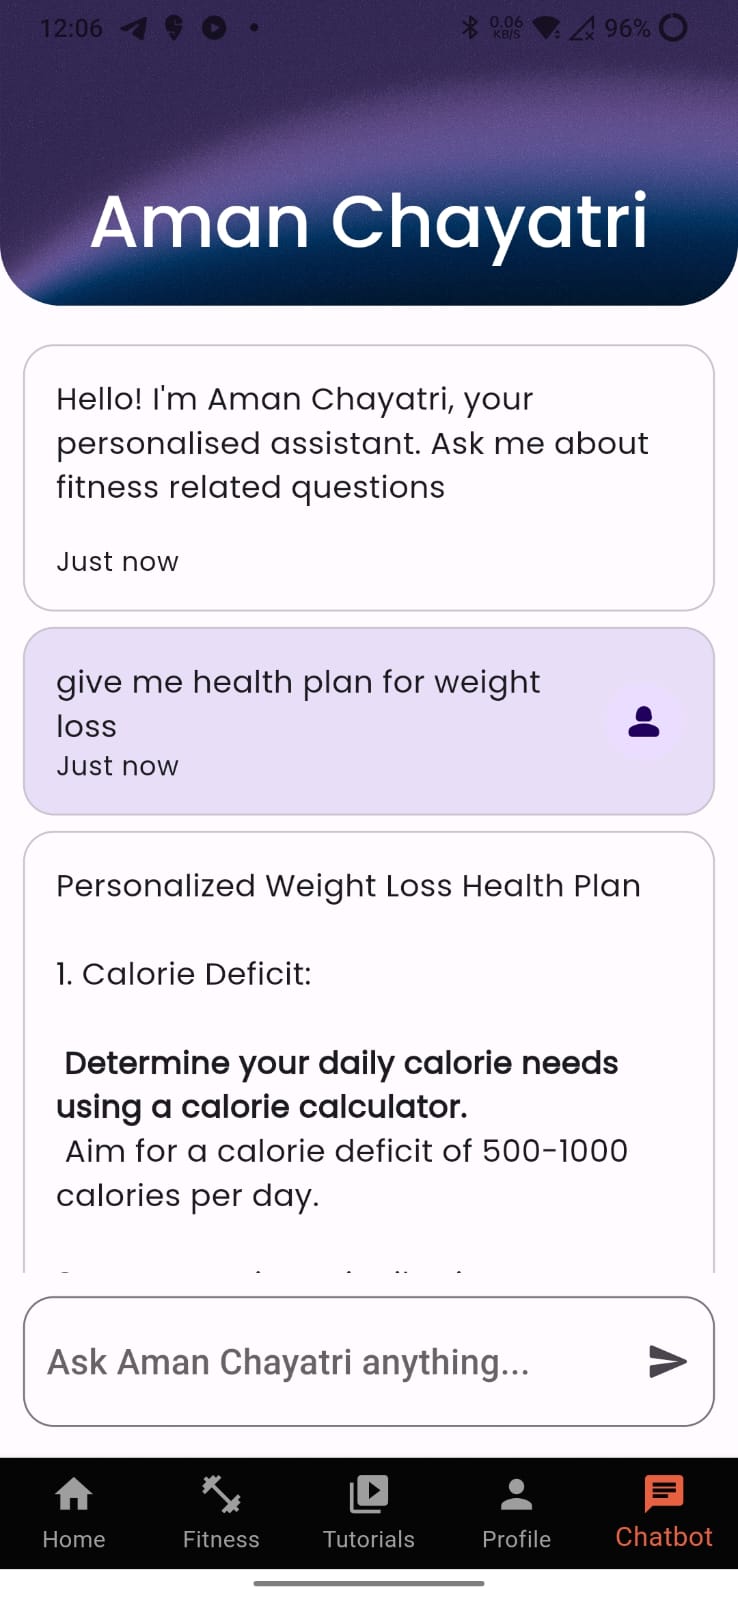 12:06
0.06
KB/S
96%
Aman Chayatri
Hello! I'm Aman Chayatri, your
personalised assistant. Ask me about
fitness related questions
Just now
give me health plan for weight
loss
Just now
Personalized Weight Loss Health Plan
1. Calorie Deficit:
Determine your daily calorie needs
using a calorie calculator.
Aim for a calorie deficit of 500-1000
calories per day.
Ask Aman Chayatri anything...
Home
Fitness
Tutorials
Profile
Chatbot